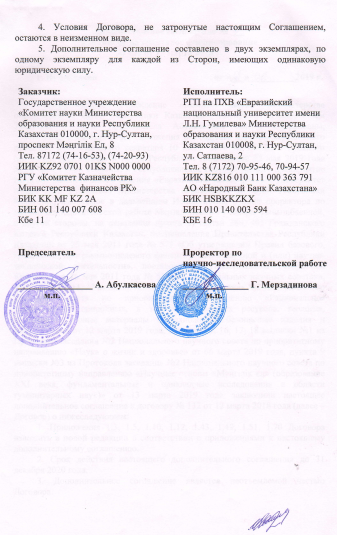 4. Условия Договора, не затронутые настоящим Соглашением,
остаются в неизменном виде.
5. Дополнительное соглашение составлено в двух экземплярах, по
одному экземпляру для каждой из Сторон, имеющих одинаковую
юридическую силу.
Заказчик:
Государственное учреждение
«Комитет науки Министерства
образования и науки Республики
Казахстан 010000, г. Нур-Султан,
проспект Мәңгілік Ел, 8
Тел. 87172 (74-16-53), (74-20-93)
ИИК KZ92 0701 01KS N000 0000
РГУ «Комитет Казначейства
Министерства финансов РК»
БИК KK MF KZ 2A
БИН 061 140 007 608
Кбе 11
Председатель
А. Абулкасова
м.п.
Исполнитель:
РГП на ПХВ «Евразийский
национальный университет имени
Л.Н. Гумилева» Министерства
образования и науки Республики
Казахстан 010008, г. Нур-Султан,
ул. Сатпаева, 2
Тел. 8 (7172) 70-95-46, 70-94-57
ИИК KZ816 010 111 000 363 791
АО «Народный Банк Казахстана»
БИК HSBKKZKX
БИН 010 140 003 594
КБЕ 16
Проректор по
научно-исследовательской работе
Г. Мерзадинова
м.п.